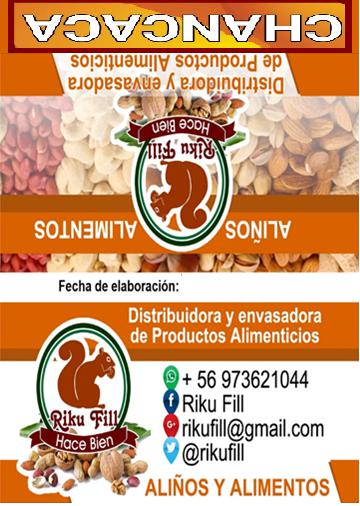 CHANCACA
de Productos Alimenticios
Distribuidora y envasadora
Hace Bien
Riku Fill
ALIÑOS
ALIMENTOS
Fecha de elaboración:
Distribuidora y envasadora
de Productos Alimenticios
+ 56 973621044
Riku Fill
rikufill@gmail.com
@rikufill
Riku Fill
Hace Bien
ALIÑOS Y ALIMENTOS